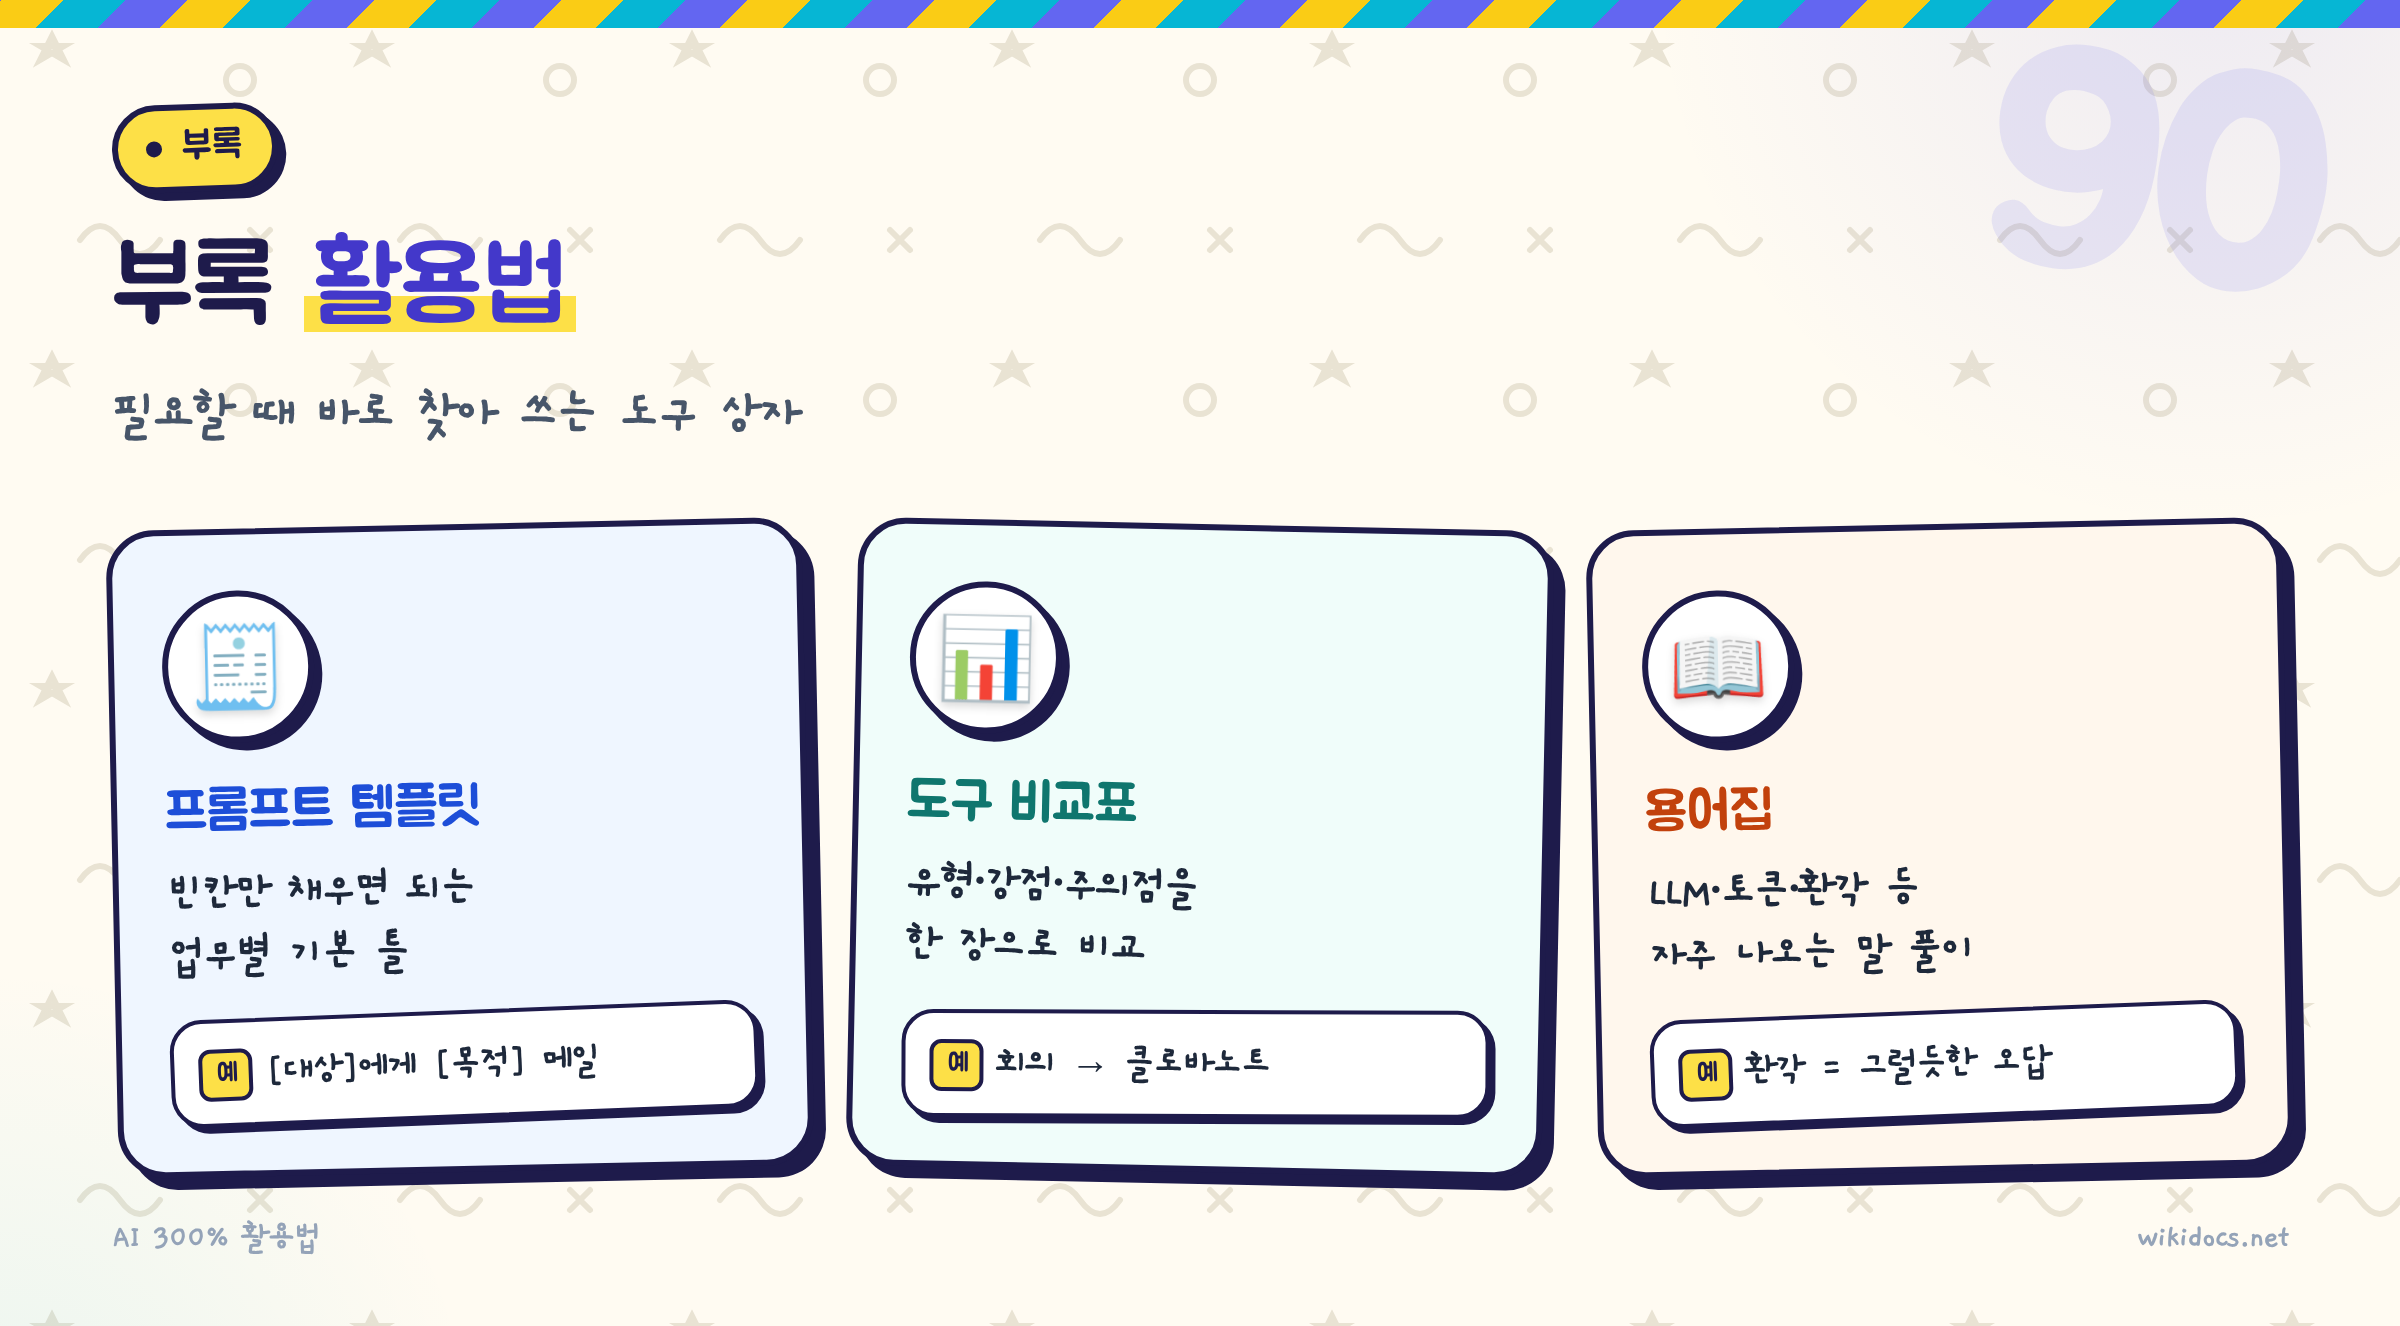 부록
90
부록 활용법
필요할 때 바로 찾아 쓰는 도구 상자
프롬프트 템플릿
빈칸만 채우면 되는
업무별 기본 틀
예 [대상]에게 [목적] 메일
도구 비교표
유형·강점·주의점을
한 장으로 비교
예 회의 → 클로바노트
용어집
LLM·토큰·환각 등
자주 나오는 말 풀이
예 환각 = 그럴듯한 오답
AI 300% 활용법
wikidocs.net